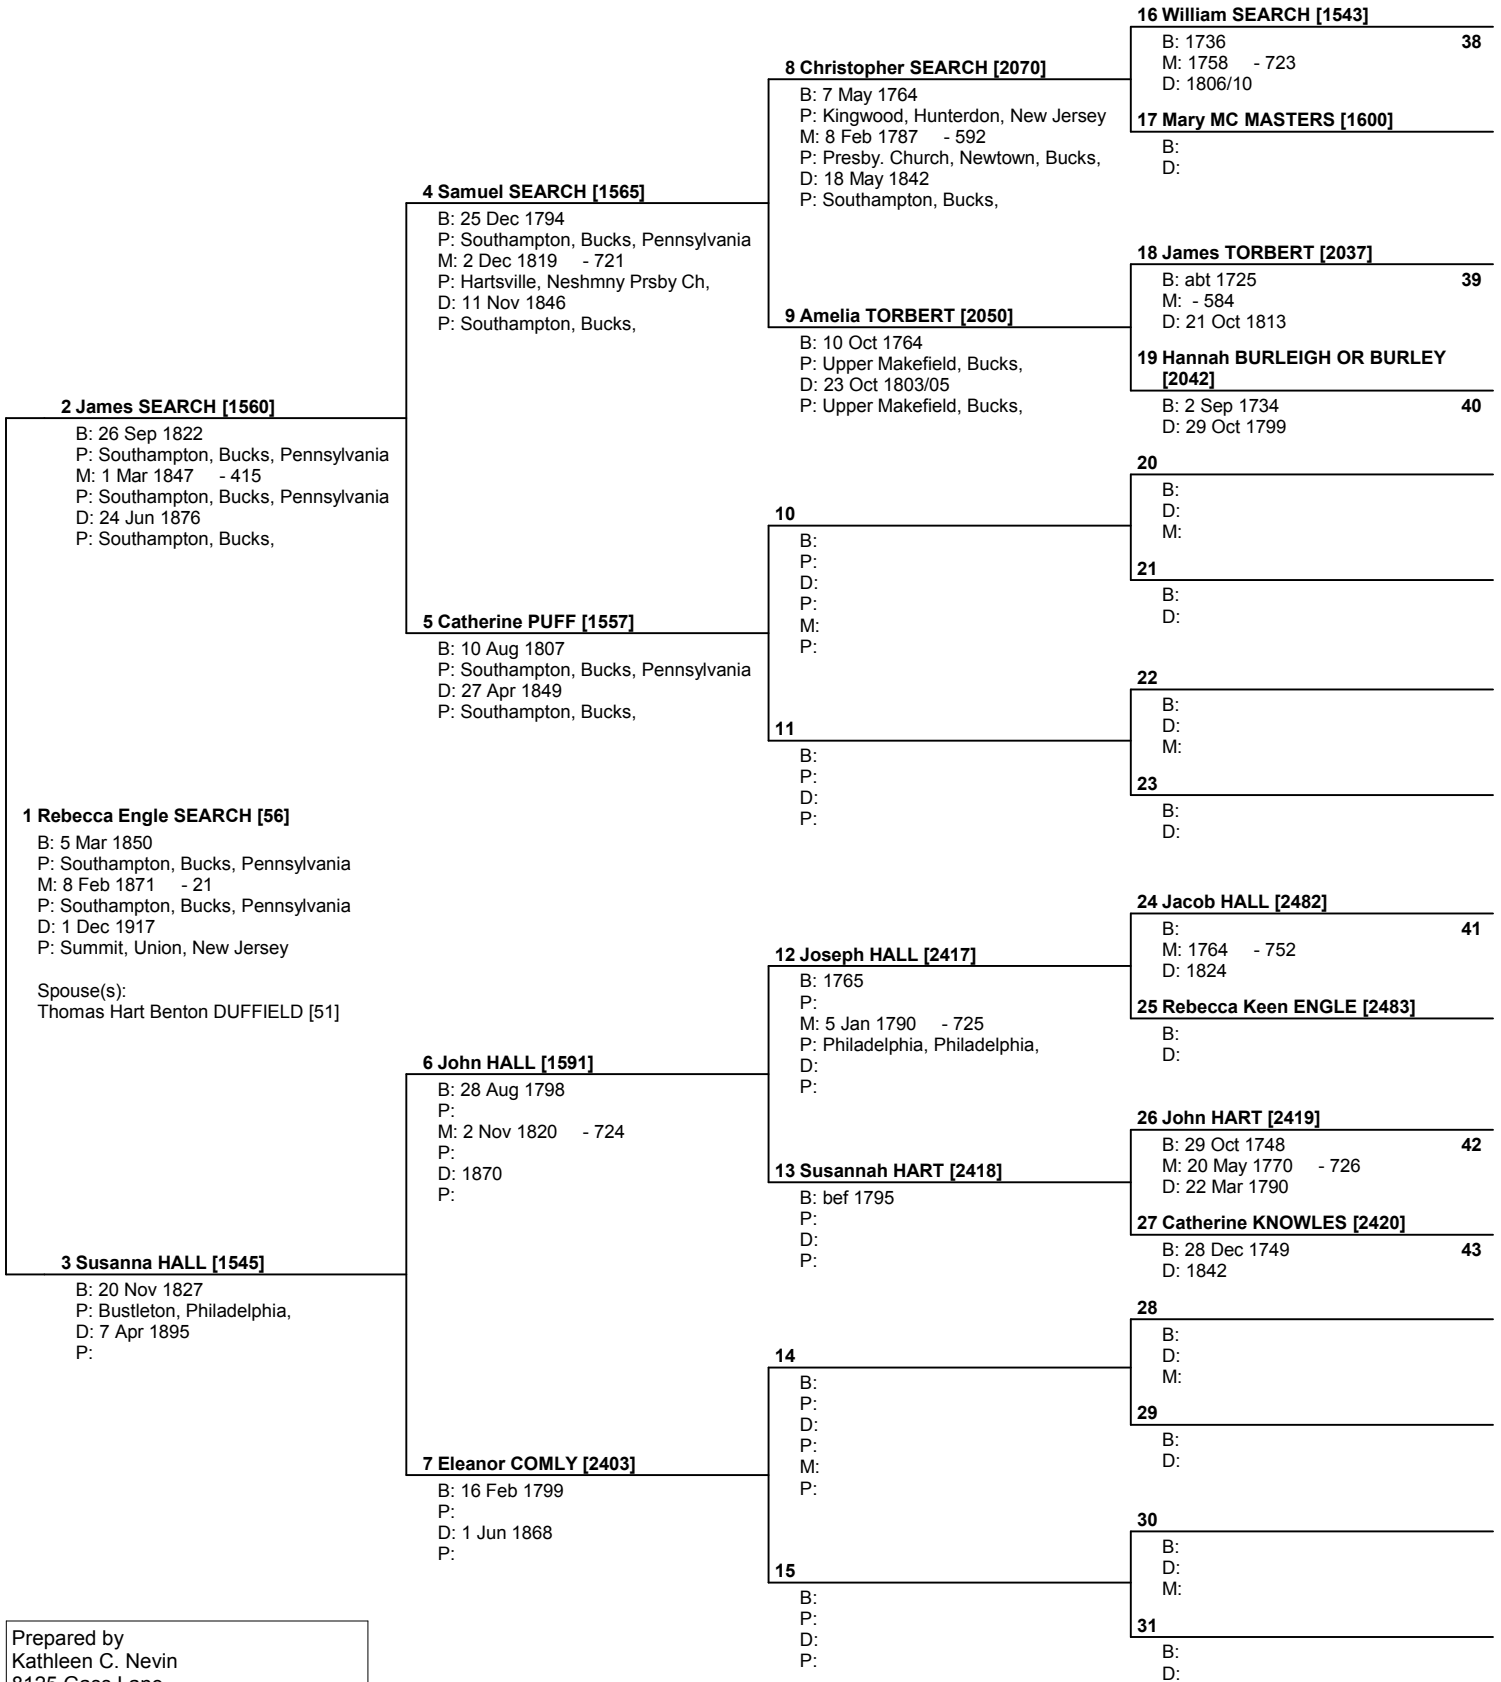 16 William SEARCH [1543]
B: 1736 38
M: 1758 - 723
D: 1806/10
8 Christopher SEARCH [2070]
B: 7 May 1764
P: Kingwood, Hunterdon, New Jersey
M: 8 Feb 1787 - 592
P: Presby. Church, Newtown, Bucks,
D: 18 May 1842
P: Southampton, Bucks,
17 Mary MC MASTERS [1600]
B:
D:
4 Samuel SEARCH [1565]
B: 25 Dec 1794
P: Southampton, Bucks, Pennsylvania
M: 2 Dec 1819 - 721
P: Hartsville, Neshmny Prsby Ch,
D: 11 Nov 1846
P: Southampton, Bucks,
18 James TORBERT [2037]
B: abt 1725 39
M: - 584
D: 21 Oct 1813
9 Amelia TORBERT [2050]
B: 10 Oct 1764
P: Upper Makefield, Bucks,
D: 23 Oct 1803/05
P: Upper Makefield, Bucks,
19 Hannah BURLEIGH OR BURLEY
[2042]
B: 2 Sep 1734 40
D: 29 Oct 1799
2 James SEARCH [1560]
B: 26 Sep 1822
P: Southampton, Bucks, Pennsylvania
M: 1 Mar 1847 - 415
P: Southampton, Bucks, Pennsylvania
D: 24 Jun 1876
P: Southampton, Bucks,
20
B:
D:
M:
10
B:
P:
D:
P:
M:
P:
21
B:
D:
5 Catherine PUFF [1557]
B: 10 Aug 1807
P: Southampton, Bucks, Pennsylvania
D: 27 Apr 1849
P: Southampton, Bucks,
22
B:
D:
M:
11
B:
P:
D:
P:
23
B:
D:
1 Rebecca Engle SEARCH [56]
B: 5 Mar 1850
P: Southampton, Bucks, Pennsylvania
M: 8 Feb 1871 - 21
P: Southampton, Bucks, Pennsylvania
D: 1 Dec 1917
P: Summit, Union, New Jersey
Spouse(s):
Thomas Hart Benton DUFFIELD [51]
24 Jacob HALL [2482]
B: 41
M: 1764 - 752
D: 1824
12 Joseph HALL [2417]
B: 1765
P:
M: 5 Jan 1790 - 725
P: Philadelphia, Philadelphia,
D:
P:
25 Rebecca Keen ENGLE [2483]
B:
D:
6 John HALL [1591]
B: 28 Aug 1798
P:
M: 2 Nov 1820 - 724
P:
D: 1870
P:
26 John HART [2419]
B: 29 Oct 1748 42
M: 20 May 1770 - 726
D: 22 Mar 1790
13 Susannah HART [2418]
B: bef 1795
P:
D:
P:
27 Catherine KNOWLES [2420]
B: 28 Dec 1749 43
D: 1842
3 Susanna HALL [1545]
B: 20 Nov 1827
P: Bustleton, Philadelphia,
D: 7 Apr 1895
P:
28
B:
D:
M:
14
B:
P:
D:
P:
M:
P:
29
B:
D:
7 Eleanor COMLY [2403]
B: 16 Feb 1799
P:
D: 1 Jun 1868
P:
30
B:
D:
M:
15
B:
P:
D:
P:
31
B:
D:
Prepared by
Kathleen C. Nevin